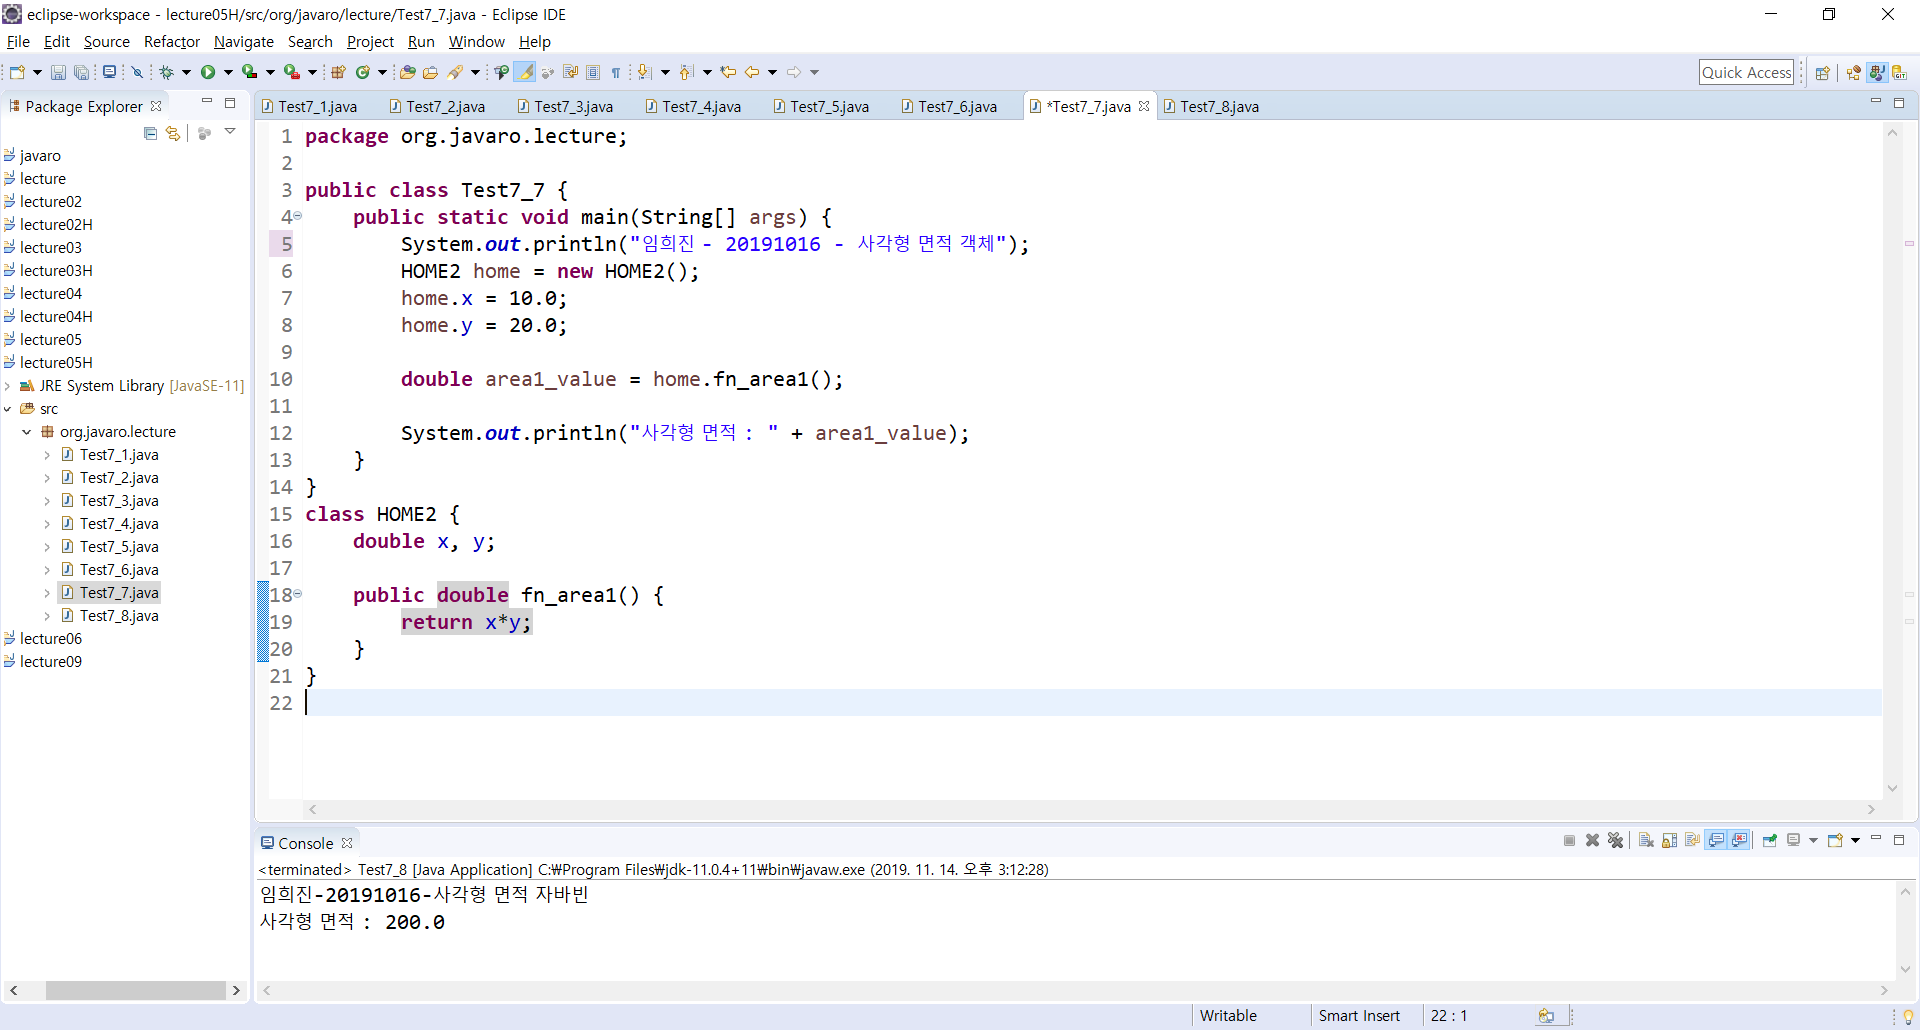 eclipse-workspace - lecture05H/src/org/javaro/lecture/Test7_7.java - Eclipse IDE
File Edit Source Refactor Navigate Search Project Run Window Help
Quick Access
Package Explorer
javaro
lecture
lecture02
lecture02H
lecture03
lecture03H
lecture04
lecture04H
lecture05
lecture05H
JRE System Library [JavaSE-11]
src
org.javaro.lecture
Test7_1.java
Test7_2.java
Test7_3.java
Test7_4.java
Test7_5.java
Test7_6.java
Test7_7.java
Test7_8.java
lecture06
lecture09
Test7_1.java Test7_2.java Test7_3.java Test7_4.java Test7_5.java Test7_6.java *Test7_7.java Test7_8.java
1 package org.javaro.lecture;
2
3 public class Test7_7 {
4 public static void main(String[] args) {
5 System.out.println("임희진 - 20191016 - 사각형 면적 객체");
6 HOME2 home = new HOME2();
7 home.x = 10.0;
8 home.y = 20.0;
9
10 double area1_value = home.fn_area1();
11
12 System.out.println("사각형 면적 : " + area1_value);
13 }
14 }
15 class HOME2 {
16 double x, y;
17
18 public double fn_area1() {
19 return x*y;
20 }
21 }
22
Console
<terminated> Test7_8 [Java Application] C:₩Program Files₩jdk-11.0.4+11₩bin₩javaw.exe (2019. 11. 14. 오후 3:12:28)
임희진-20191016-사각형 면적 자바빈
사각형 면적 : 200.0
Writable Smart Insert 22 : 1